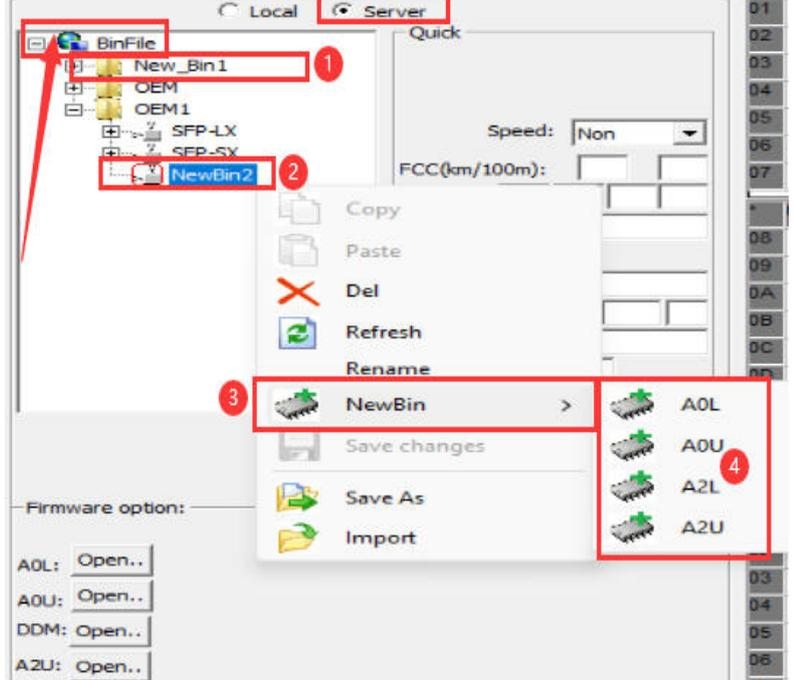 Local Server
BinFile
New_Bin1
1
OEM
OEM1
SFP-LX
SFP-SX
NewBin2
2
Quick
Speed: Non
FCC(km/100m):
Copy
Paste
Del
Refresh
Rename
3
NewBin >
Save changes
Save As
Import
A0L
A0U
4
A2L
A2U
Firmware option:
A0L: Open..
A0U: Open..
DDM: Open..
A2U: Open..
01
02
03
04
05
06
07
*
08
09
0A
0B
0C
0D
03
04
05
06